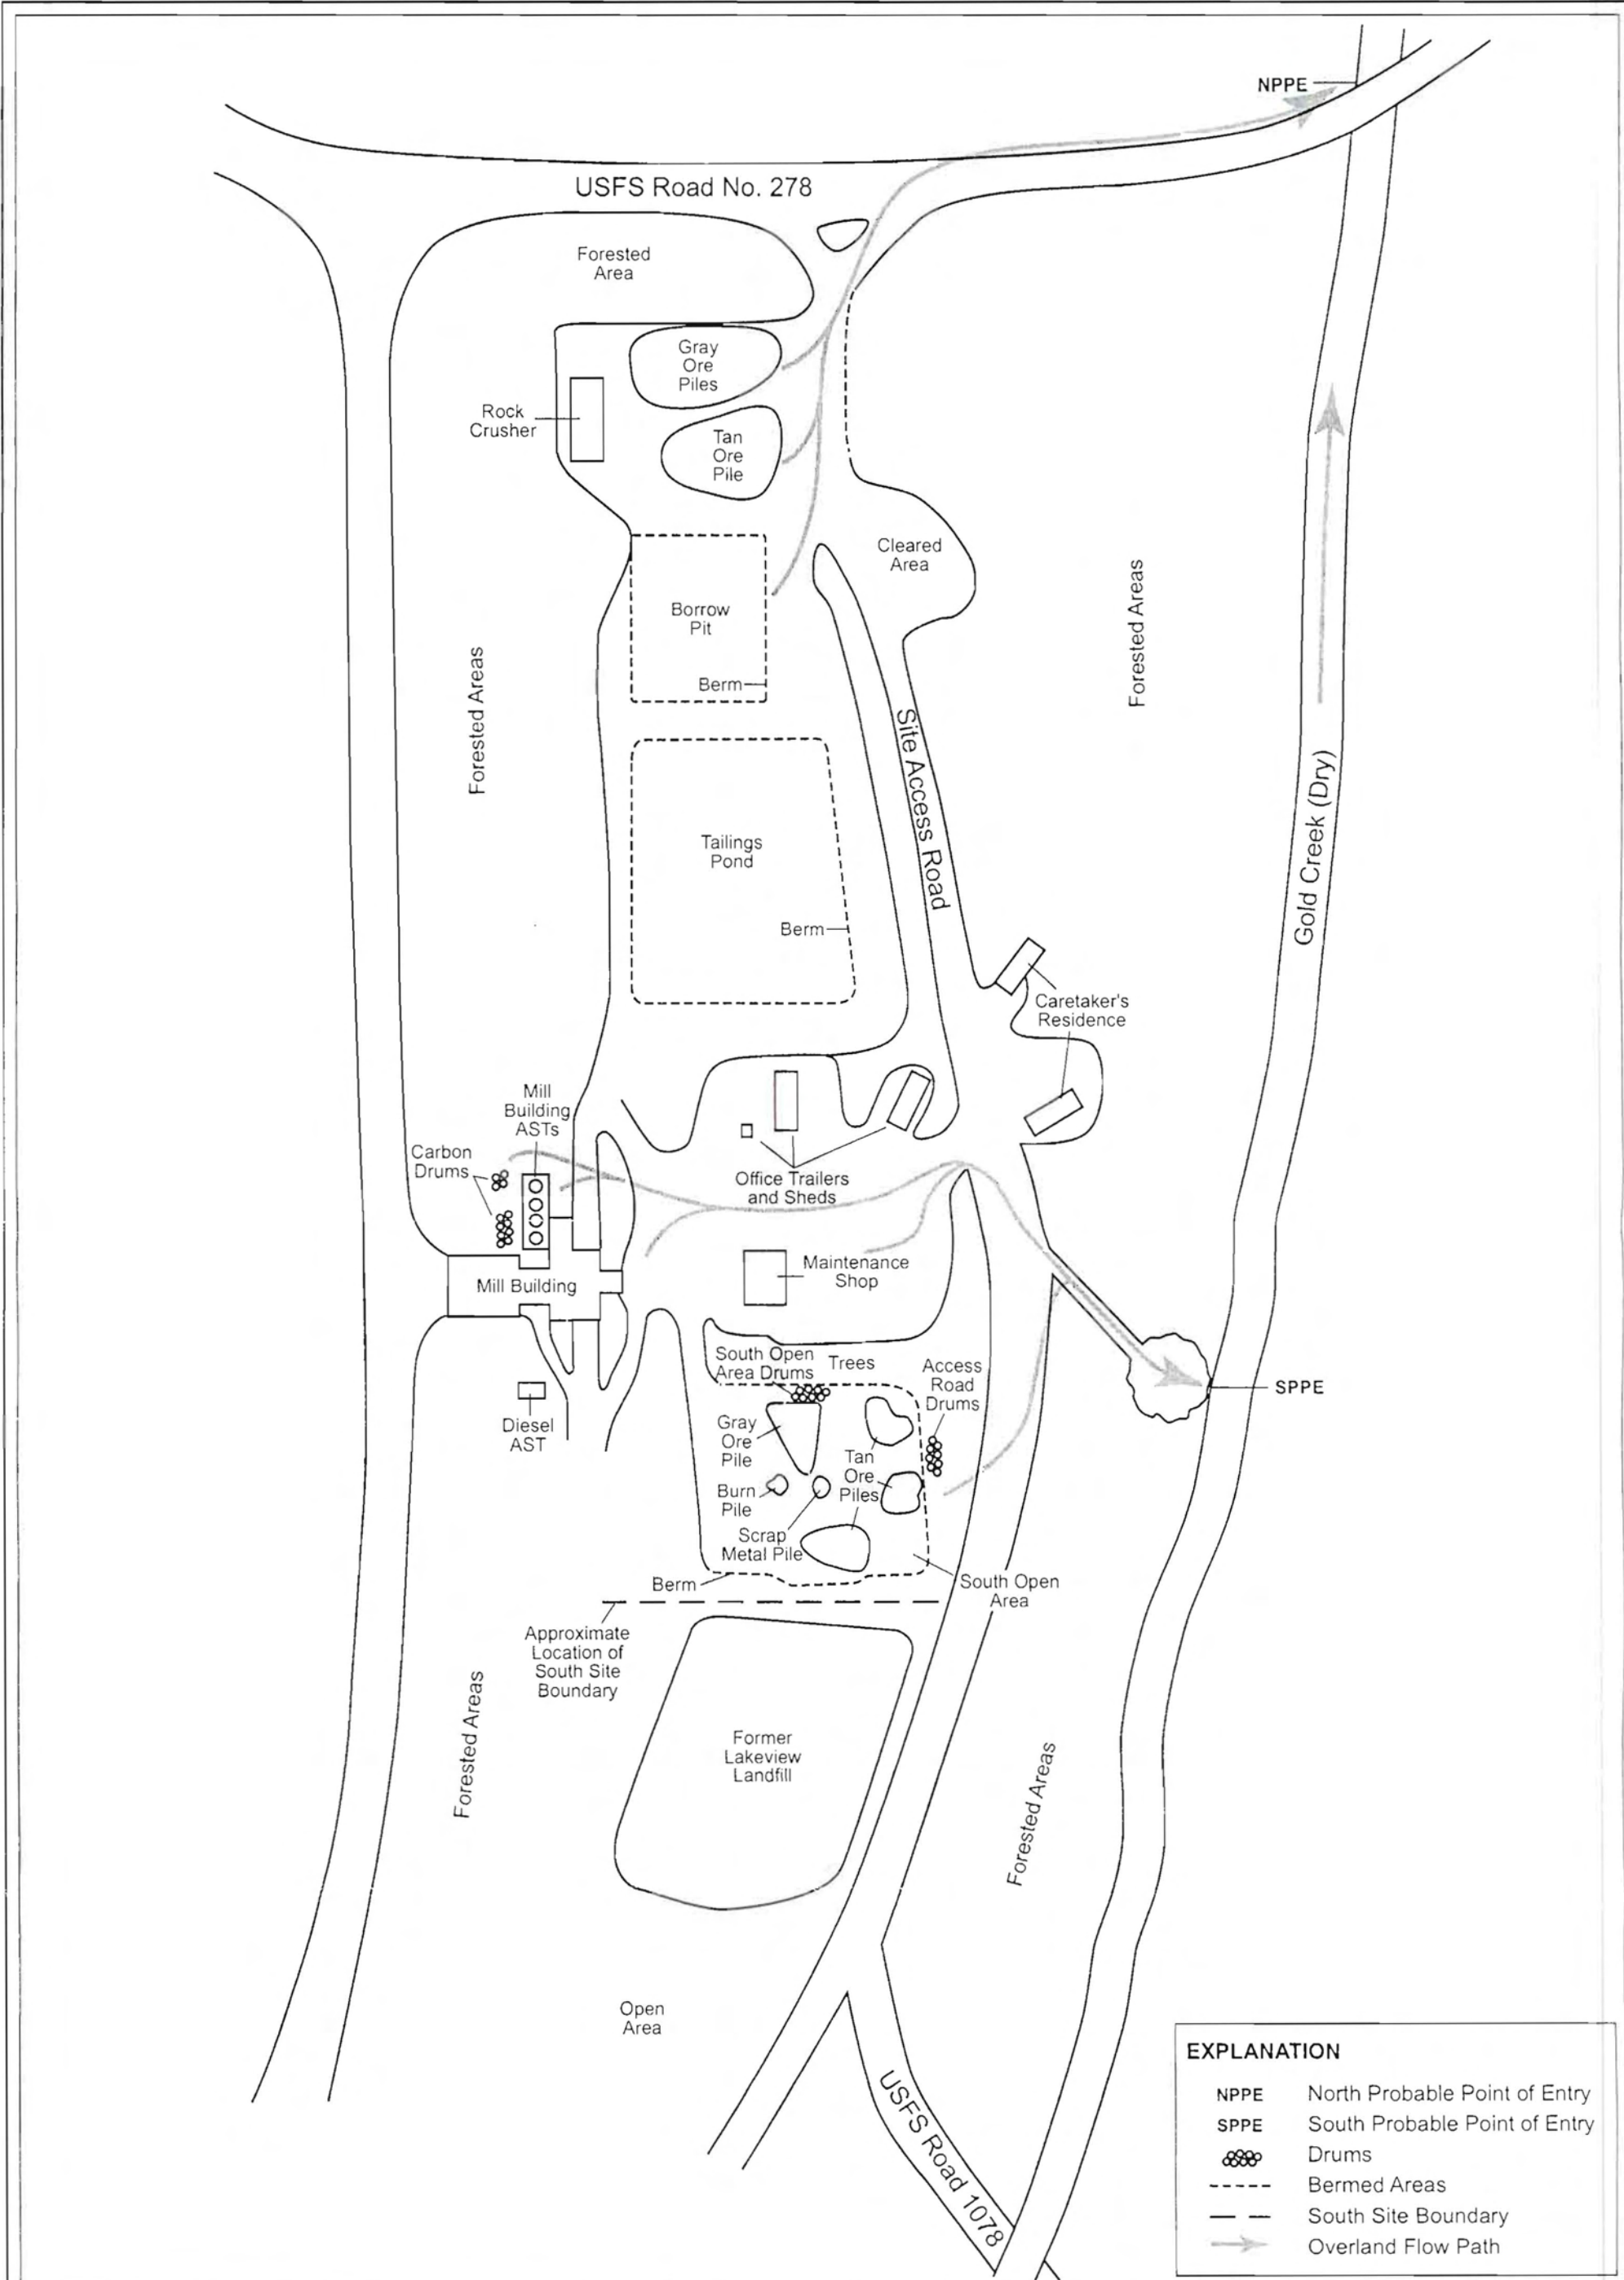 NPPE
USFS Road No. 278
Forested
Area
Gray
Ore
Piles
Rock
Crusher
Tan
Ore
Pile
Cleared
Area
Borrow
Pit
Berm
Forested Areas
Forested Areas
Site Access Road
Tailings
Pond
Berm
Gold Creek (Dry)
Caretaker's
Residence
Mill
Building
ASTs
Carbon
Drums
Office Trailers
and Sheds
Maintenance
Shop
Mill Building
South Open
Area Drums
Trees
Access
Road
Drums
SPPE
Diesel
AST
Gray
Ore
Pile
Tan
Ore
Piles
Burn
Pile
Scrap
Metal Pile
Berm
South Open
Area
Approximate
Location of
South Site
Boundary
Forested Areas
Former
Lakeview
Landfill
Forested Areas
Open
Area
USFS Road 1078
EXPLANATION
NPPE North Probable Point of Entry
SPPE South Probable Point of Entry
Drums
Bermed Areas
South Site Boundary
Overland Flow Path